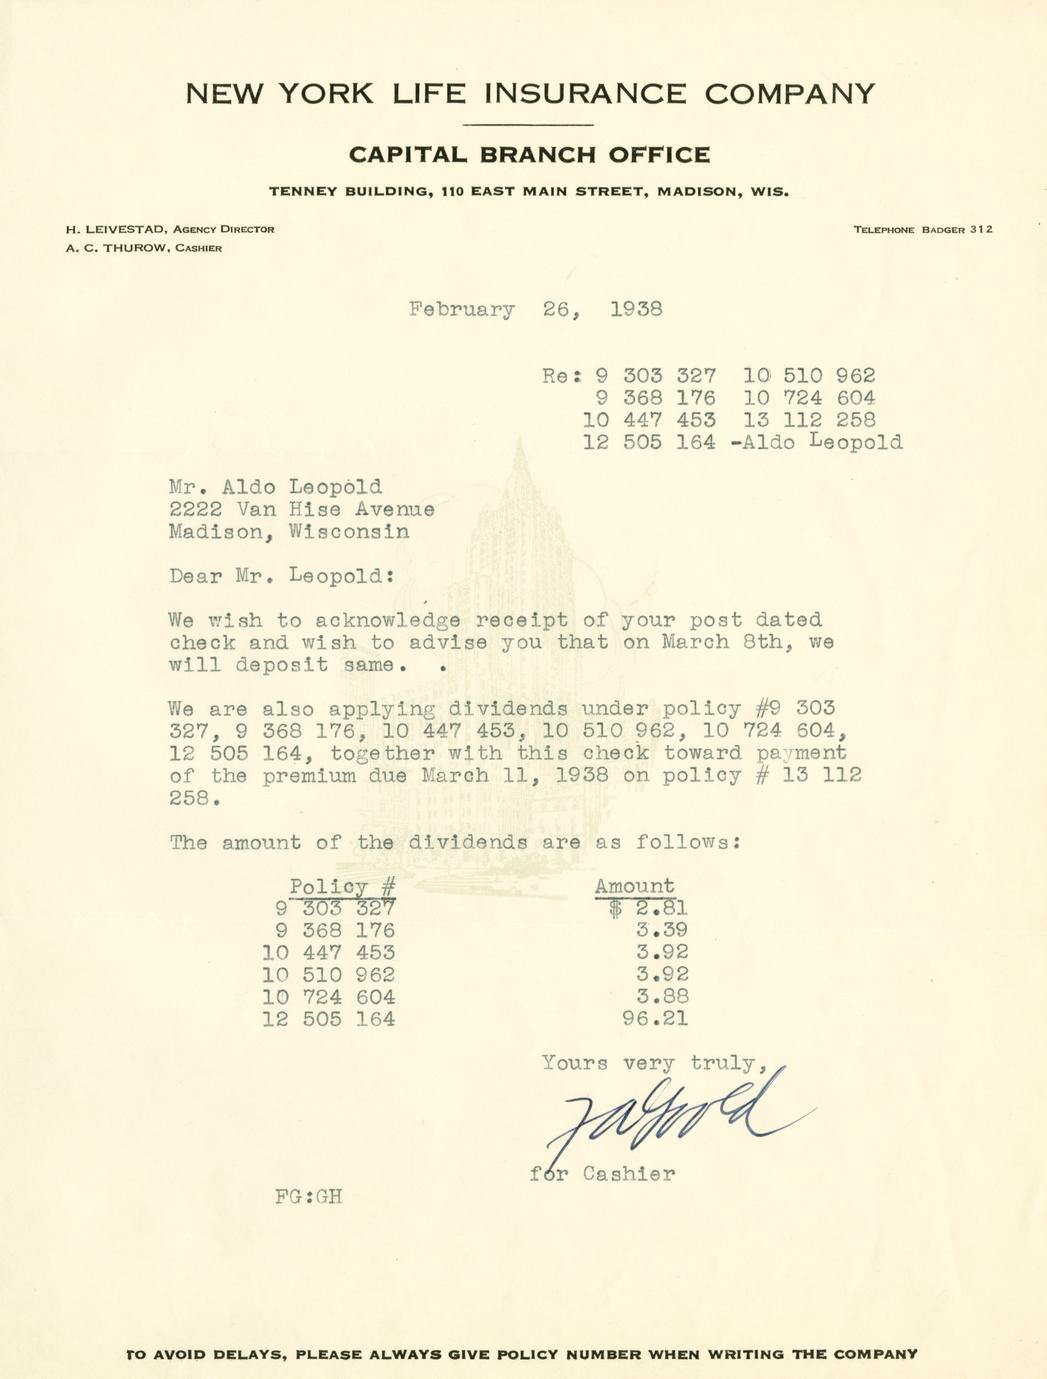 NEW YORK LIFE INSURANCE COMPANY
CAPITAL BRANCH OFFICE
TENNEY BUILDING, 110 EAST MAIN STREET, MADISON, WIS.
H. LEIVESTAD, AGENCY DIRECTOR
A. C. THUROW, CASHIER
TELEPHONE BADGER 312
February 26, 1938
Re: 9 303 327 10 510 962
9 368 176 10 724 604
10 447 453 13 112 258
12 505 164 -Aldo Leopold
Mr. Aldo Leopold
2222 Van Hise Avenue
Madison, Wisconsin
Dear Mr. Leopold:
We wish to acknowledge receipt of your post dated
check and wish to advise you that on March 8th, we
will deposit same. .
We are also applying dividends under policy #9 303
327, 9 368 176, 10 447 453, 10 510 962, 10 724 604,
12 505 164, together with this check toward payment
of the premium due March 11, 1938 on policy # 13 112
258.
The amount of the dividends are as follows:
Policy # Amount
9 303 327 $ 2.81
9 368 176 3.39
10 447 453 3.92
10 510 962 3.92
10 724 604 3.88
12 505 164 96.21
Yours very truly,
for Cashier
FG:GH
TO AVOID DELAYS, PLEASE ALWAYS GIVE POLICY NUMBER WHEN WRITING THE COMPANY